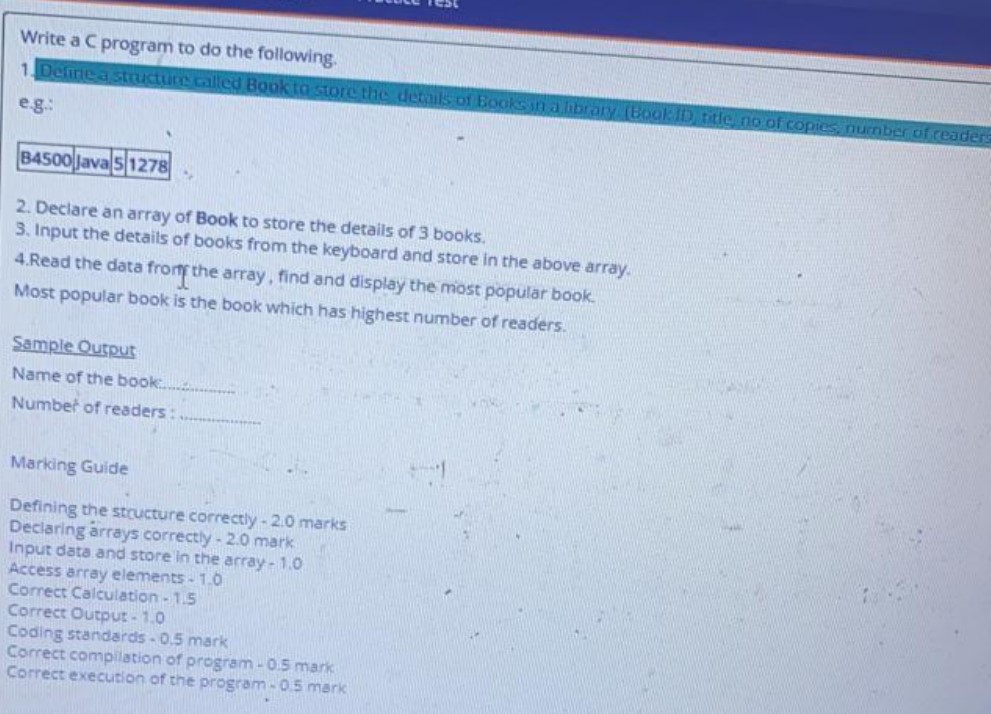 Test
Write a C program to do the following.
1. Define a structure called Book to store the details of Books in a library. (Book ID, title, no of copies, number of readers
e.g.:
B4500 Java 5 1278
2. Declare an array of Book to store the details of 3 books.
3. Input the details of books from the keyboard and store in the above array.
4.Read the data from the array, find and display the most popular book.
Most popular book is the book which has highest number of readers.
Sample Output
Name of the book:................
Number of readers : ..................
Marking Guide
Defining the structure correctly - 2.0 marks
Declaring arrays correctly - 2.0 mark
Input data and store in the array - 1.0
Access array elements - 1.0
Correct Calculation - 1.5
Correct Output - 1.0
Coding standards - 0.5 mark
Correct compilation of program - 0.5 mark
Correct execution of the program - 0.5 mark